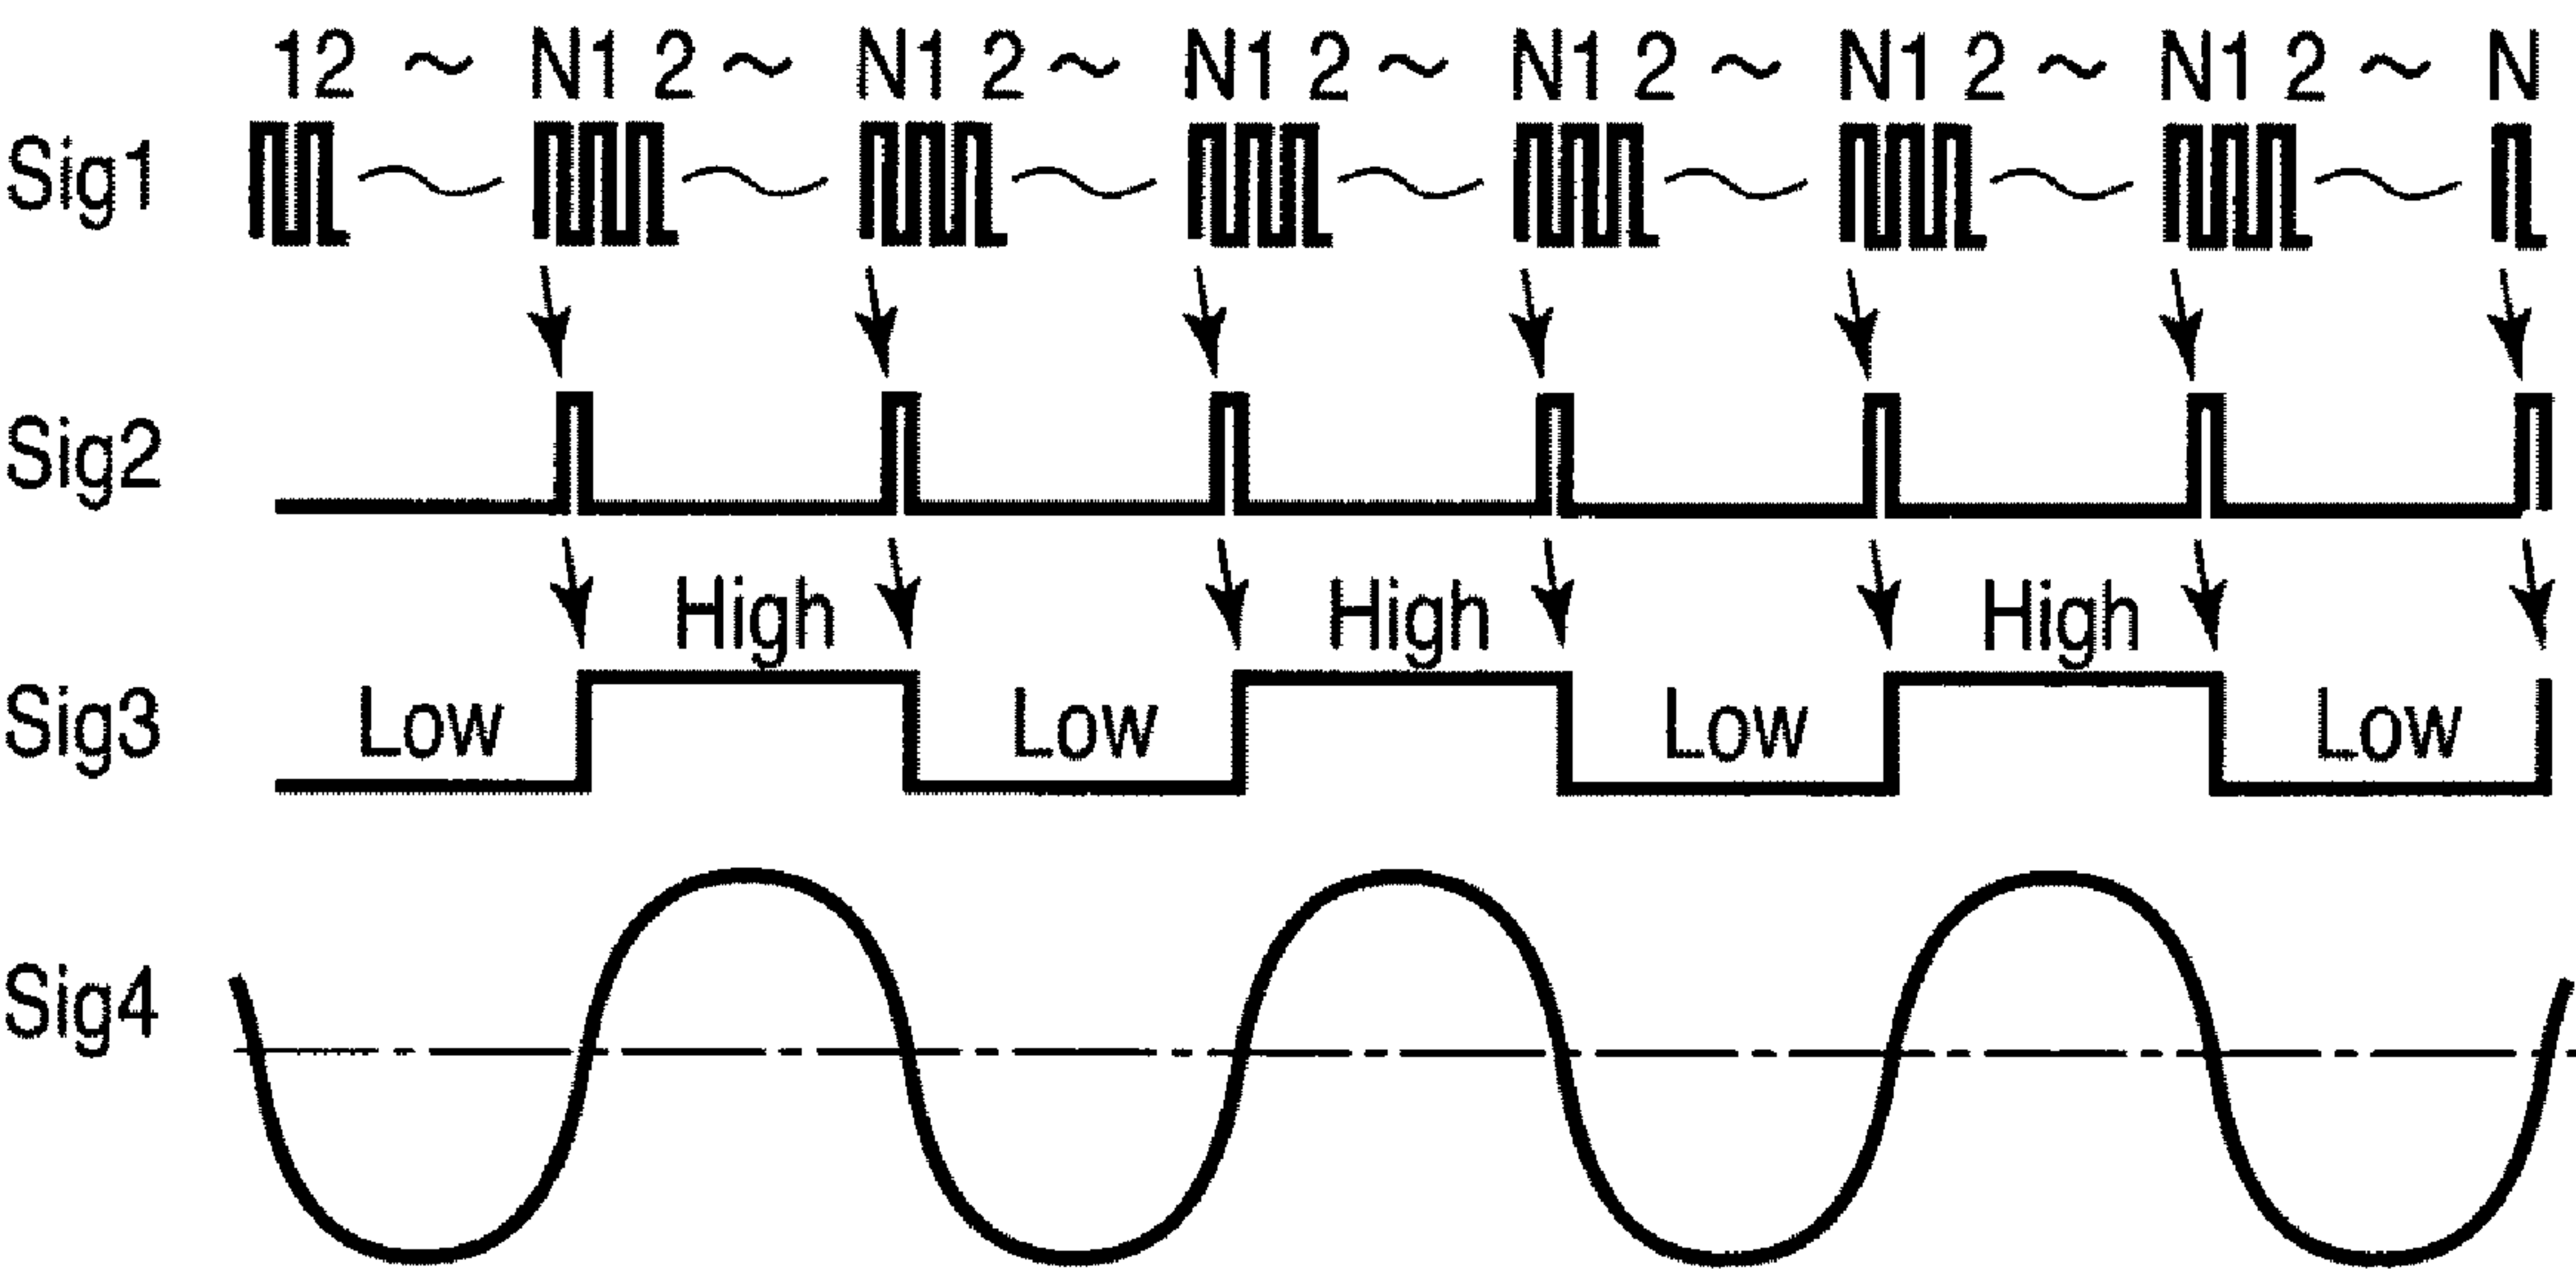 12 ~ N1 2 ~ N1 2 ~ N1 2 ~ N1 2 ~ N1 2 ~ N1 2 ~ N
Sig1
Sig2
High High High
Sig3 Low Low Low Low
Sig4